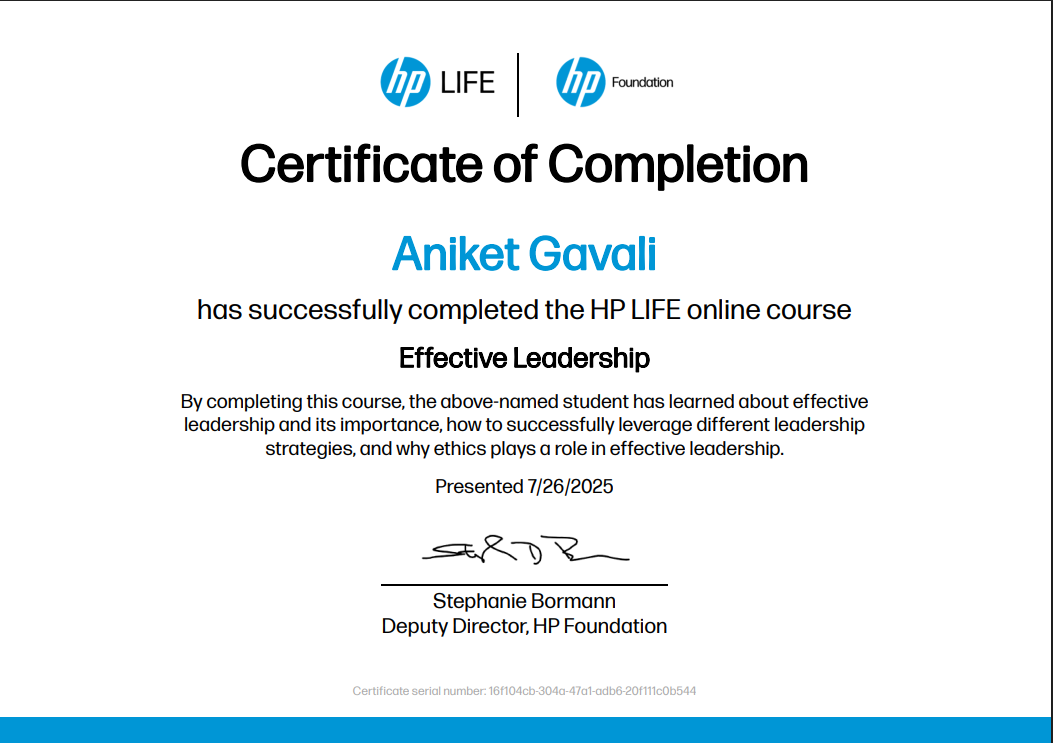 hp LIFE
hp Foundation
Certificate of Completion
Aniket Gavali
has successfully completed the HP LIFE online course
Effective Leadership
By completing this course, the above-named student has learned about effective
leadership and its importance, how to successfully leverage different leadership
strategies, and why ethics plays a role in effective leadership.
Presented 7/26/2025
Stephanie Bormann
Deputy Director, HP Foundation
Certificate serial number: 16f104cb-304a-47a1-adb6-20f111c0b544